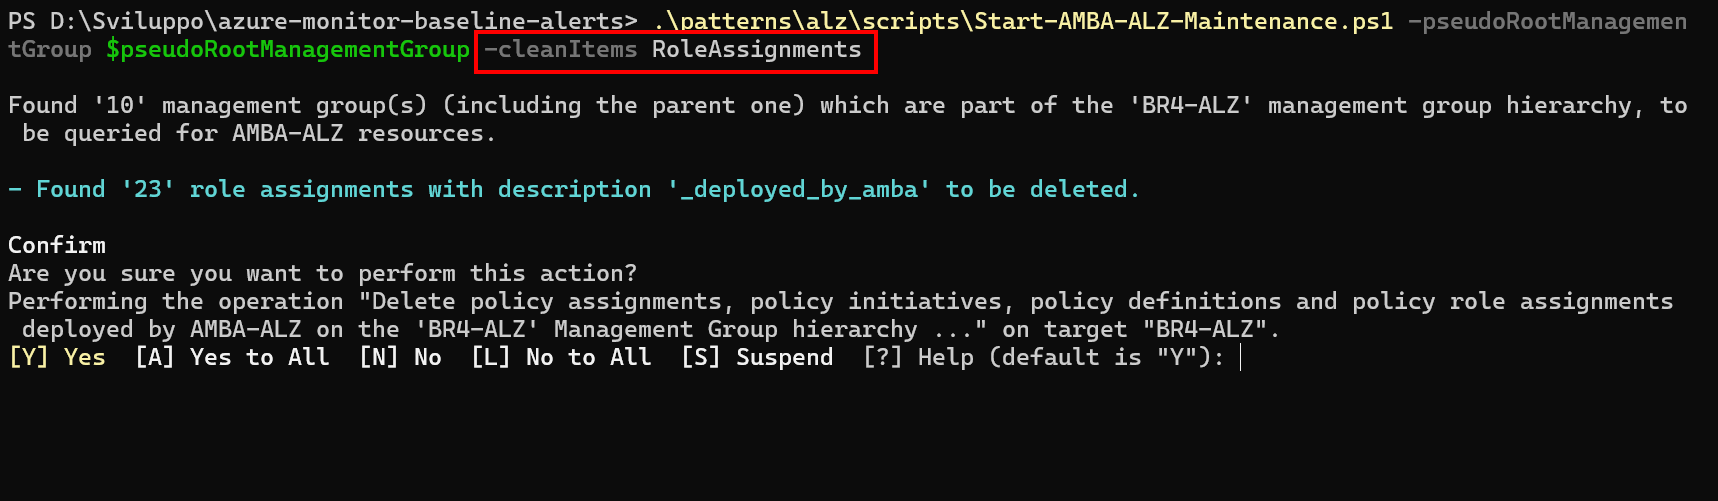 PS D:\Sviluppo\azure-monitor-baseline-alerts> .\patterns\alz\scripts\Start-AMBA-ALZ-Maintenance.ps1 -pseudoRootManagemen
tGroup $pseudoRootManagementGroup -cleanItems RoleAssignments
Found '10' management group(s) (including the parent one) which are part of the 'BR4-ALZ' management group hierarchy, to
be queried for AMBA-ALZ resources.
- Found '23' role assignments with description '_deployed_by_amba' to be deleted.
Confirm
Are you sure you want to perform this action?
Performing the operation "Delete policy assignments, policy initiatives, policy definitions and policy role assignments
deployed by AMBA-ALZ on the 'BR4-ALZ' Management Group hierarchy ..." on target "BR4-ALZ".
[Y] Yes  [A] Yes to All  [N] No  [L] No to All  [S] Suspend  [?] Help (default is "Y"):